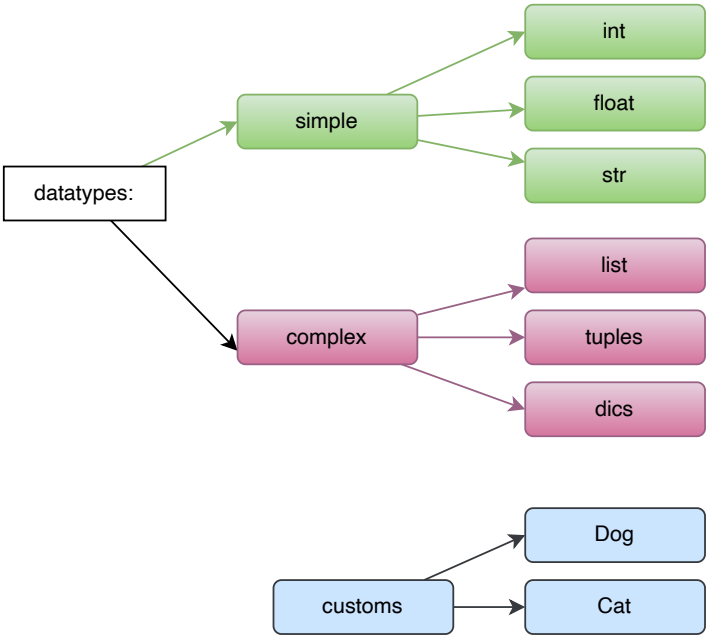 datatypes:
simple
int
float
str
complex
list
tuples
dics
customs
Dog
Cat